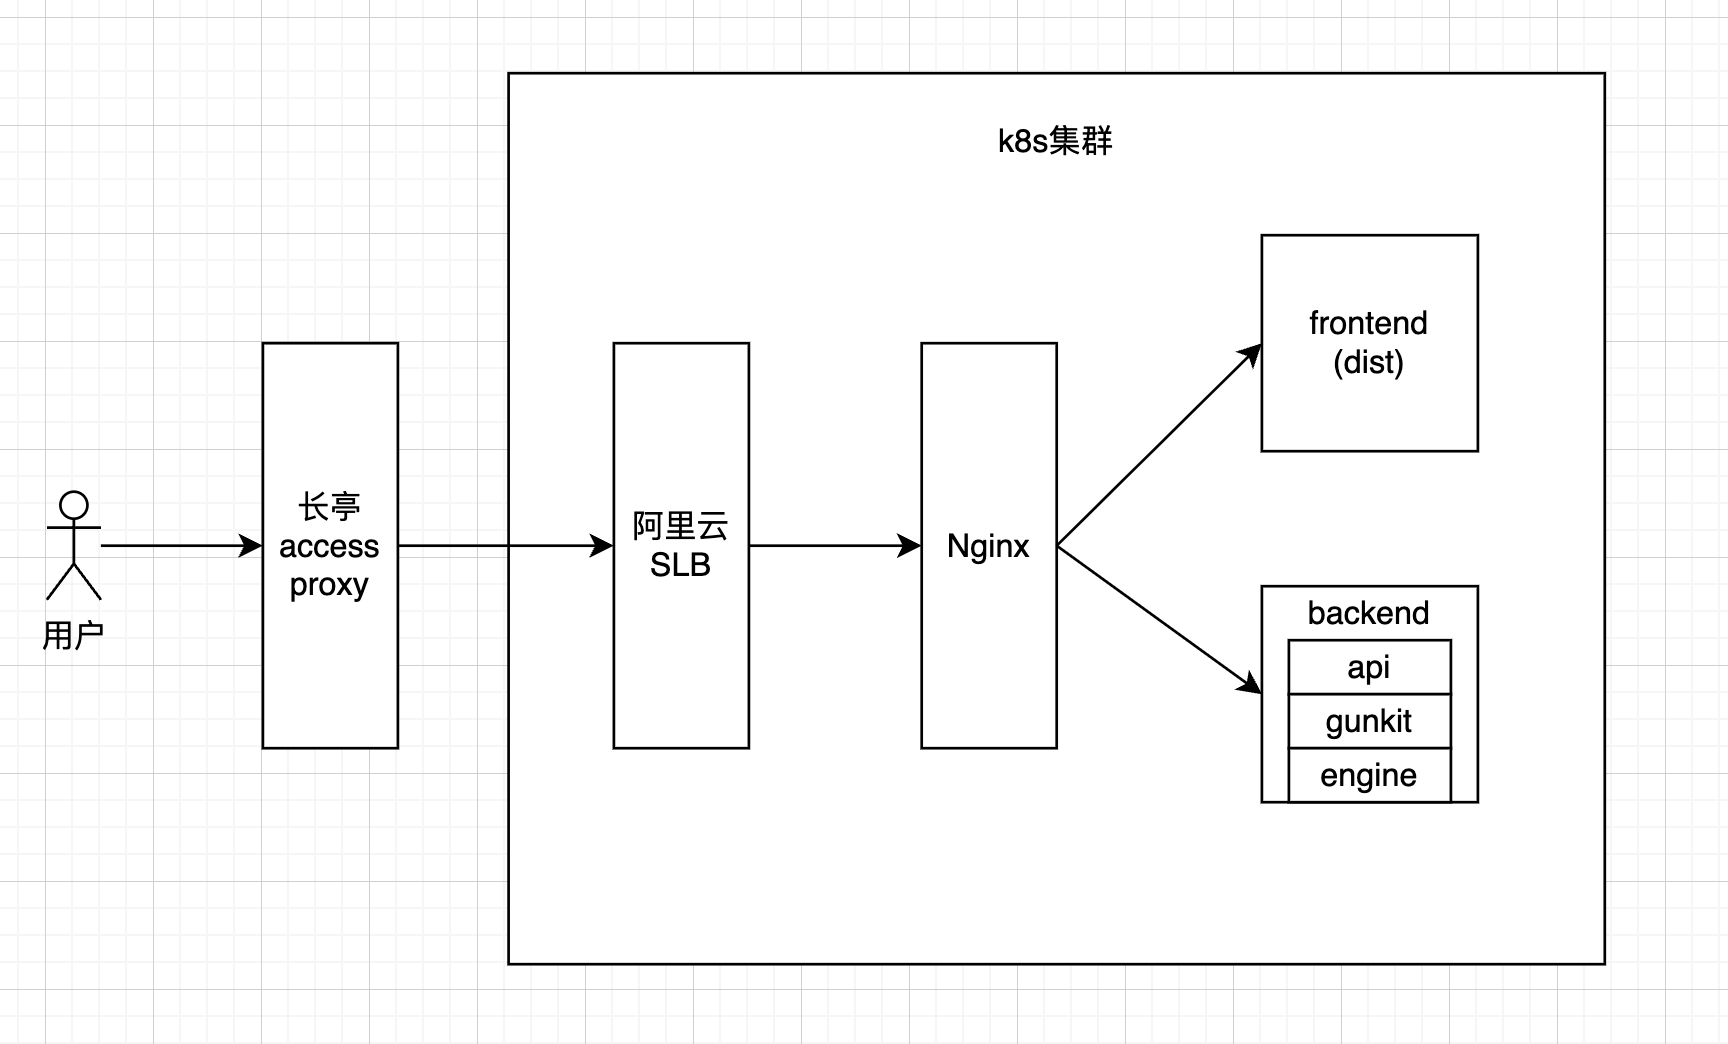 k8s集群
用户
长亭
access
proxy
阿里云
SLB
Nginx
frontend
(dist)
backend
api
gunkit
engine